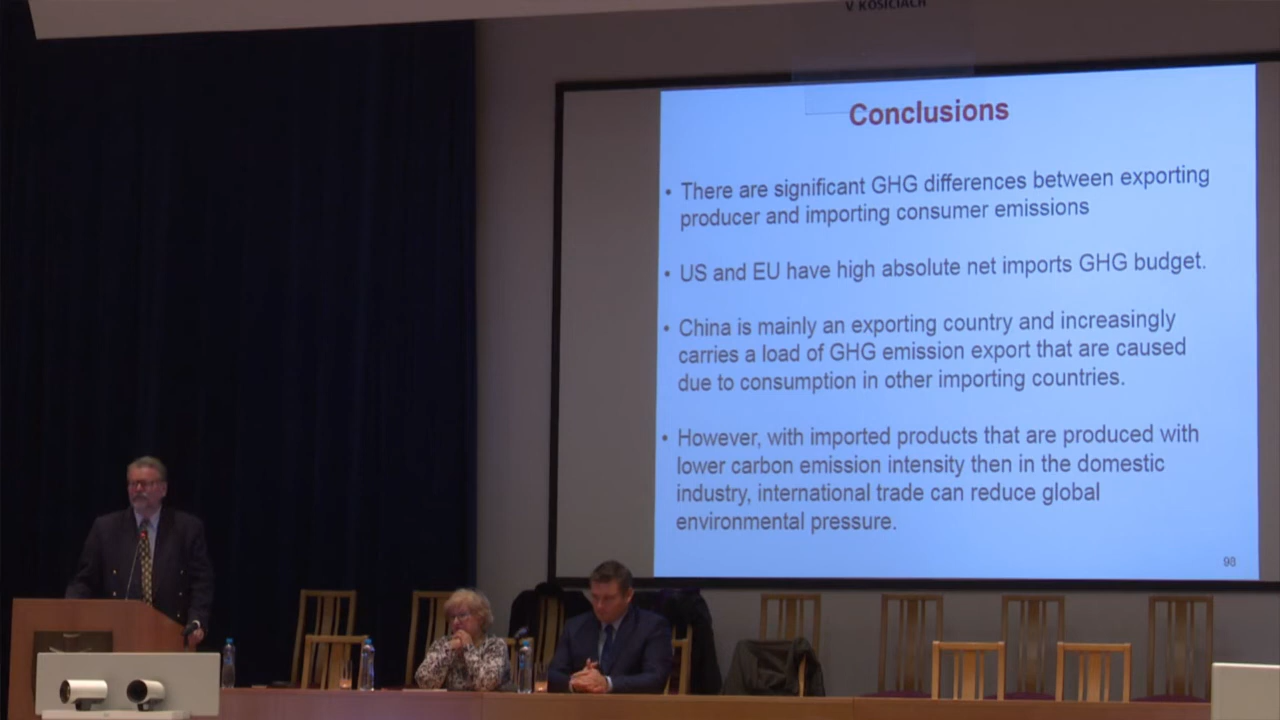 V KOŠICIACH
Conclusions
• There are significant GHG differences between exporting
producer and importing consumer emissions
• US and EU have high absolute net imports GHG budget.
• China is mainly an exporting country and increasingly
carries a load of GHG emission export that are caused
due to consumption in other importing countries.
• However, with imported products that are produced with
lower carbon emission intensity then in the domestic
industry, international trade can reduce global
environmental pressure.
98